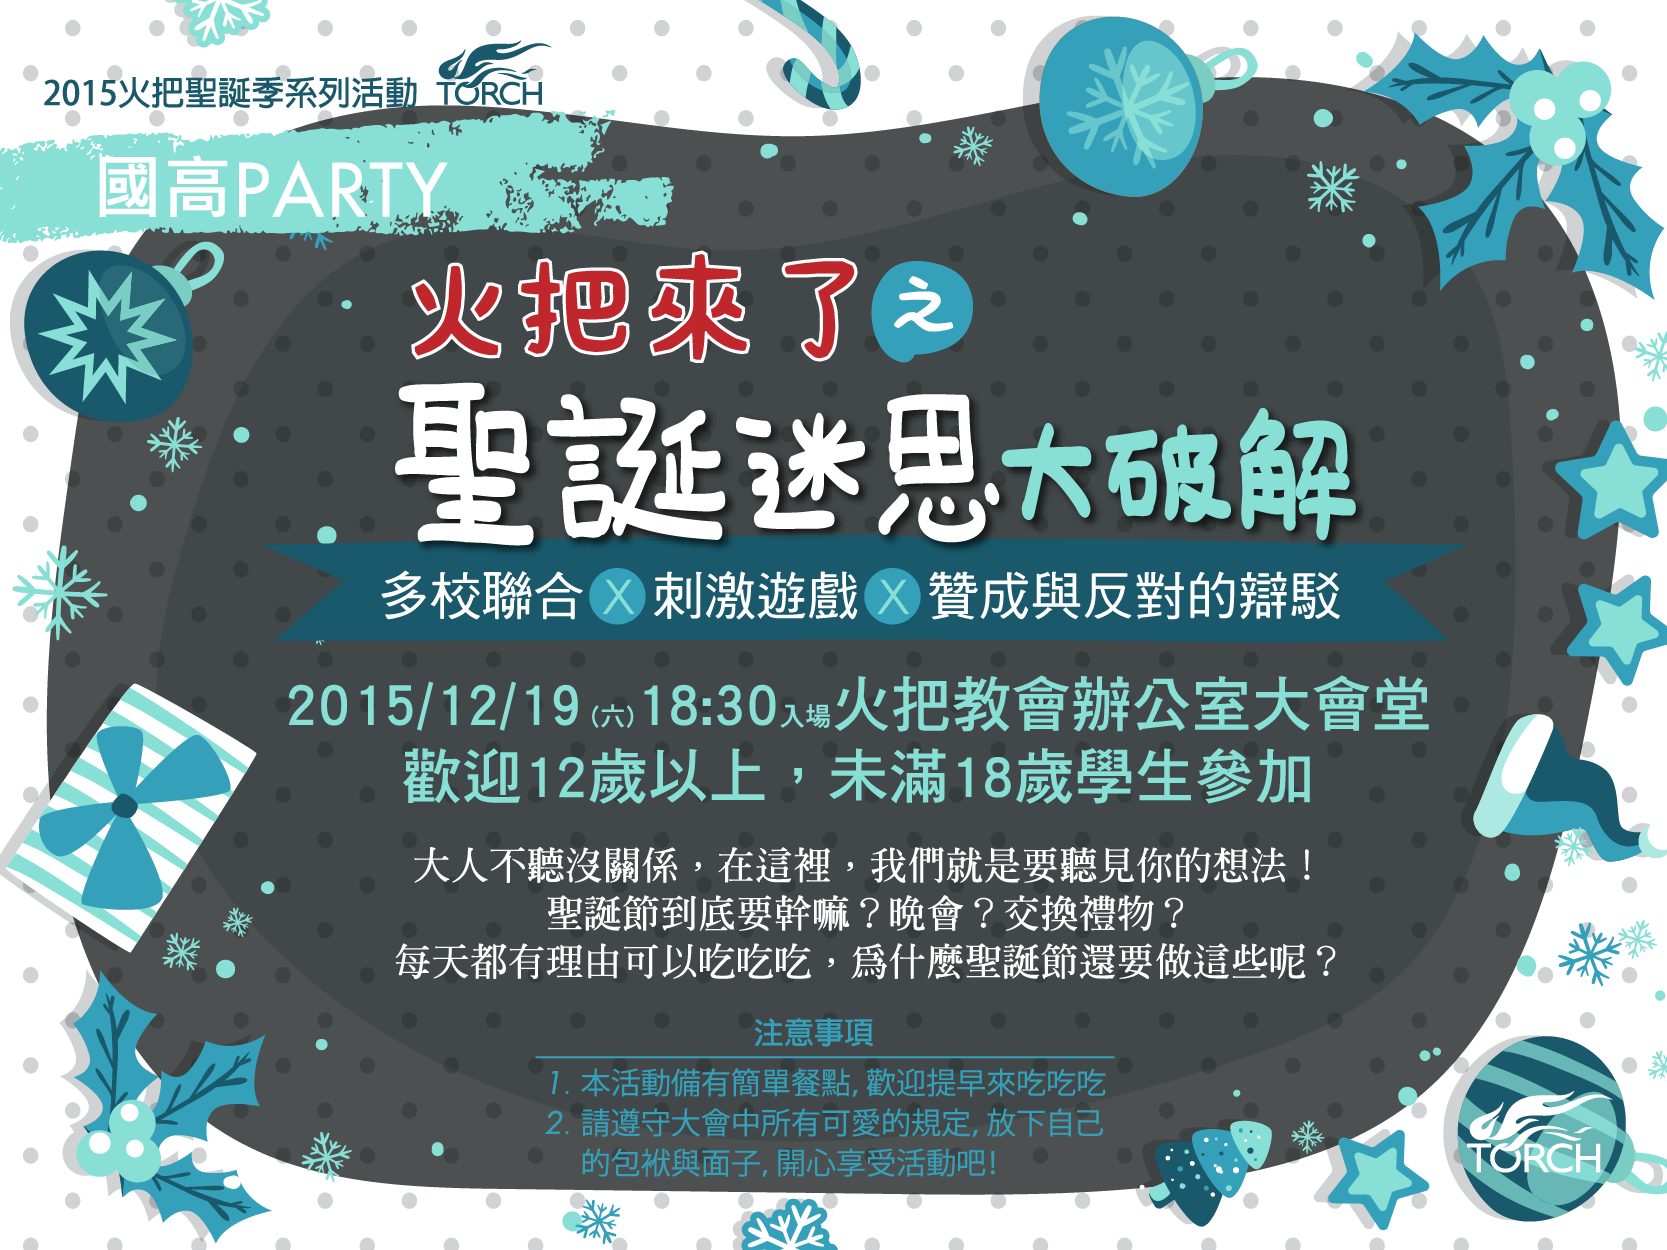 2015火把聖誕季系列活動 TORCH
國高PARTY
火把來了之
聖誕迷思大破解
多校聯合 X 刺激遊戲 X 贊成與反對的辯駁
2015/12/19 (六) 18:30入場 火把教會辦公室大會堂
歡迎12歲以上，未滿18歲學生參加
大人不聽沒關係，在這裡，我們就是要聽見你的想法！
聖誕節到底要幹嘛？晚會？交換禮物？
每天都有理由可以吃吃吃，爲什麼聖誕節還要做這些呢？
注意事項
1. 本活動備有簡單餐點, 歡迎提早來吃吃吃
2. 請遵守大會中所有可愛的規定, 放下自己
的包袱與面子, 開心享受活動吧!
TORCH